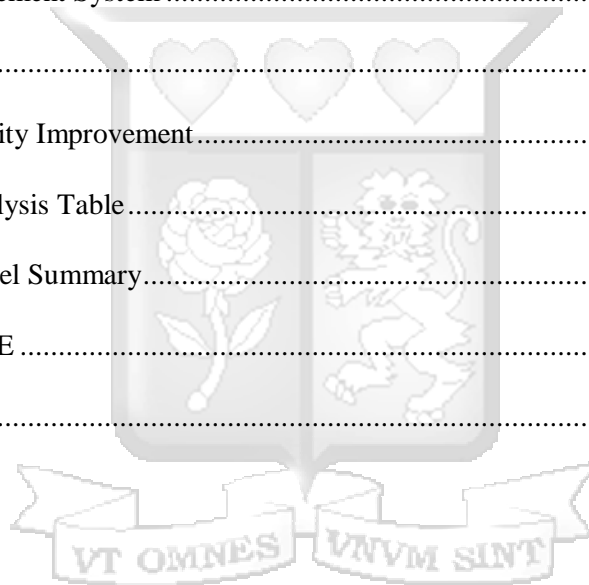 ement System ..............................................................
..............................................................
ity Improvement ..............................................................
lysis Table ..............................................................
el Summary ..............................................................
E ..............................................................
..............................................................
VT OMNES VNVM SINT